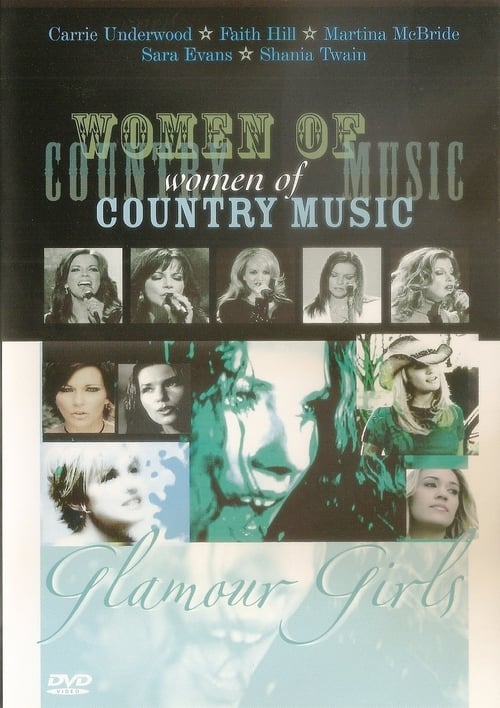 Carrie Underwood ☆ Faith Hill ☆ Martina McBride
Sara Evans ☆ Shania Twain
WOMEN OF
COUNTRY MUSIC
women of
COUNTRY MUSIC
Glamour Girls
DVD
VIDEO